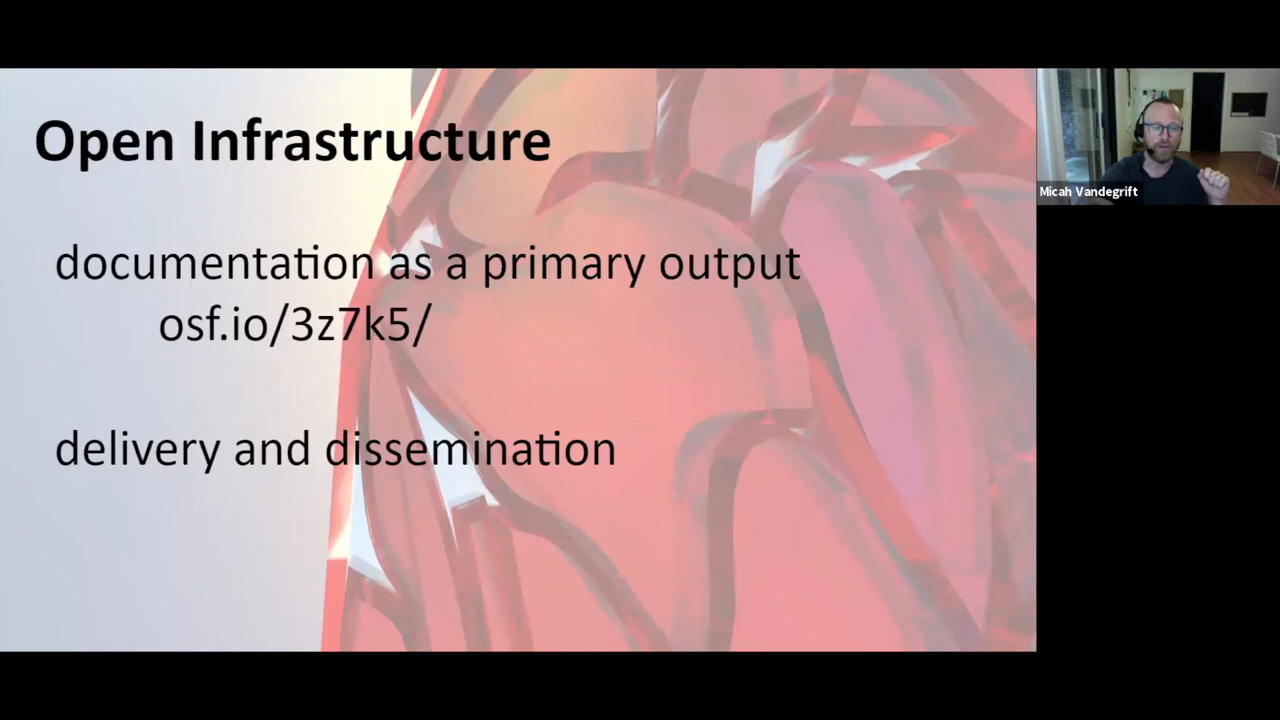 Open Infrastructure
documentation as a primary output
osf.io/3z7k5/
delivery and dissemination
Micah Vandegrift